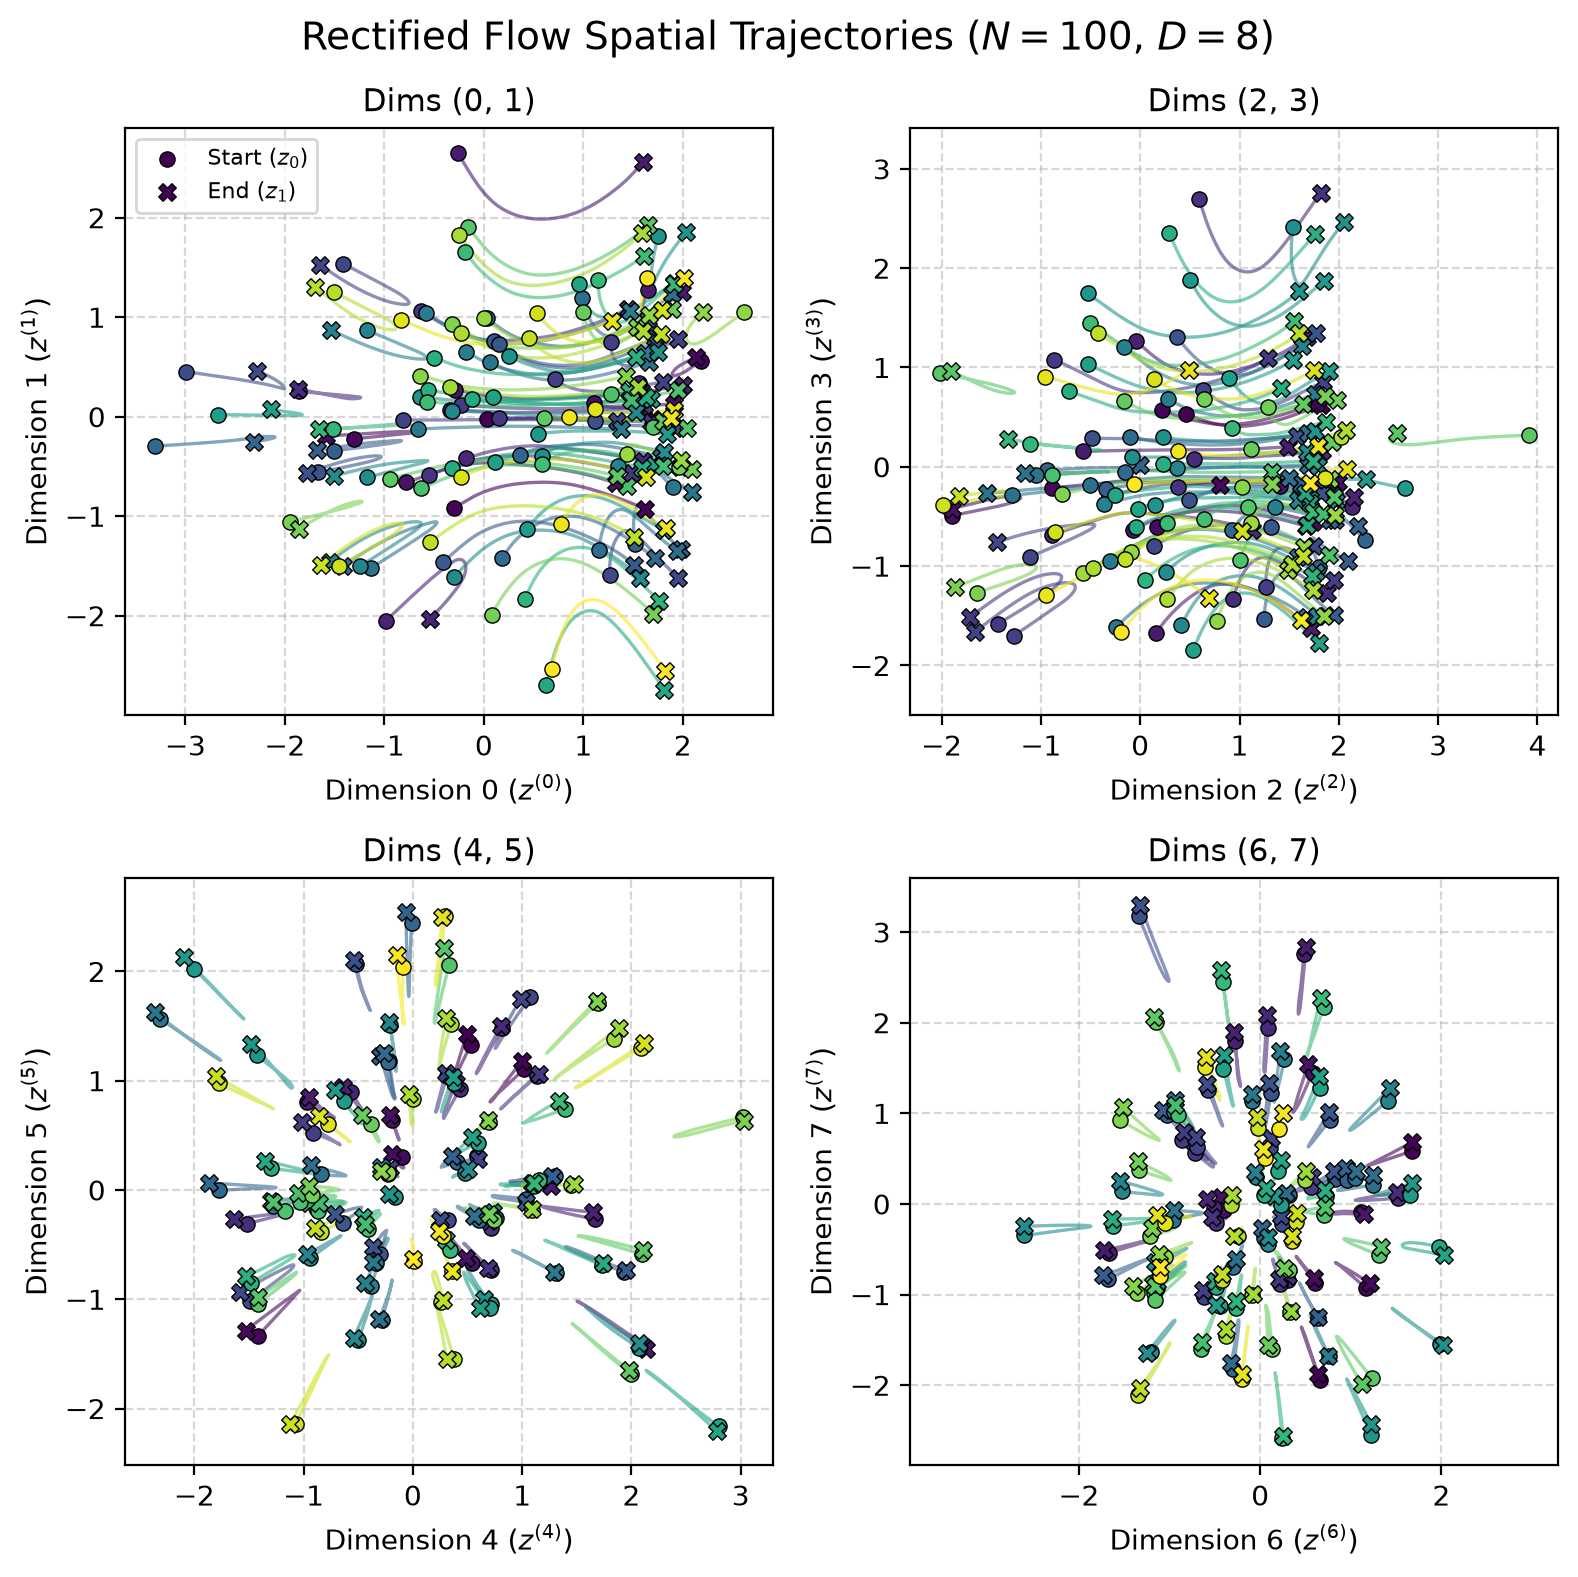 Rectified Flow Spatial Trajectories (N = 100, D = 8)
Dims (0, 1)
Start (z₀)
End (z₁)
2
1
0
−1
−2
Dimension 1 (z⁽¹⁾)
−3 −2 −1 0 1 2
Dimension 0 (z⁽⁰⁾)
Dims (2, 3)
3
2
1
0
−1
−2
Dimension 3 (z⁽³⁾)
−2 −1 0 1 2 3 4
Dimension 2 (z⁽²⁾)
Dims (4, 5)
2
1
0
−1
−2
Dimension 5 (z⁽⁵⁾)
−2 −1 0 1 2 3
Dimension 4 (z⁽⁴⁾)
Dims (6, 7)
3
2
1
0
−1
−2
Dimension 7 (z⁽⁷⁾)
−2 0 2
Dimension 6 (z⁽⁶⁾)